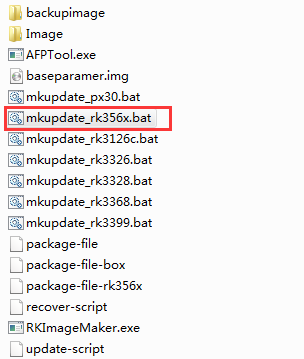 backupimage
Image
AFPTool.exe
baseparamer.img
mkupdate_px30.bat
mkupdate_rk356x.bat
mkupdate_rk3126c.bat
mkupdate_rk3326.bat
mkupdate_rk3328.bat
mkupdate_rk3368.bat
mkupdate_rk3399.bat
package-file
package-file-box
package-file-rk356x
recover-script
RKImageMaker.exe
update-script